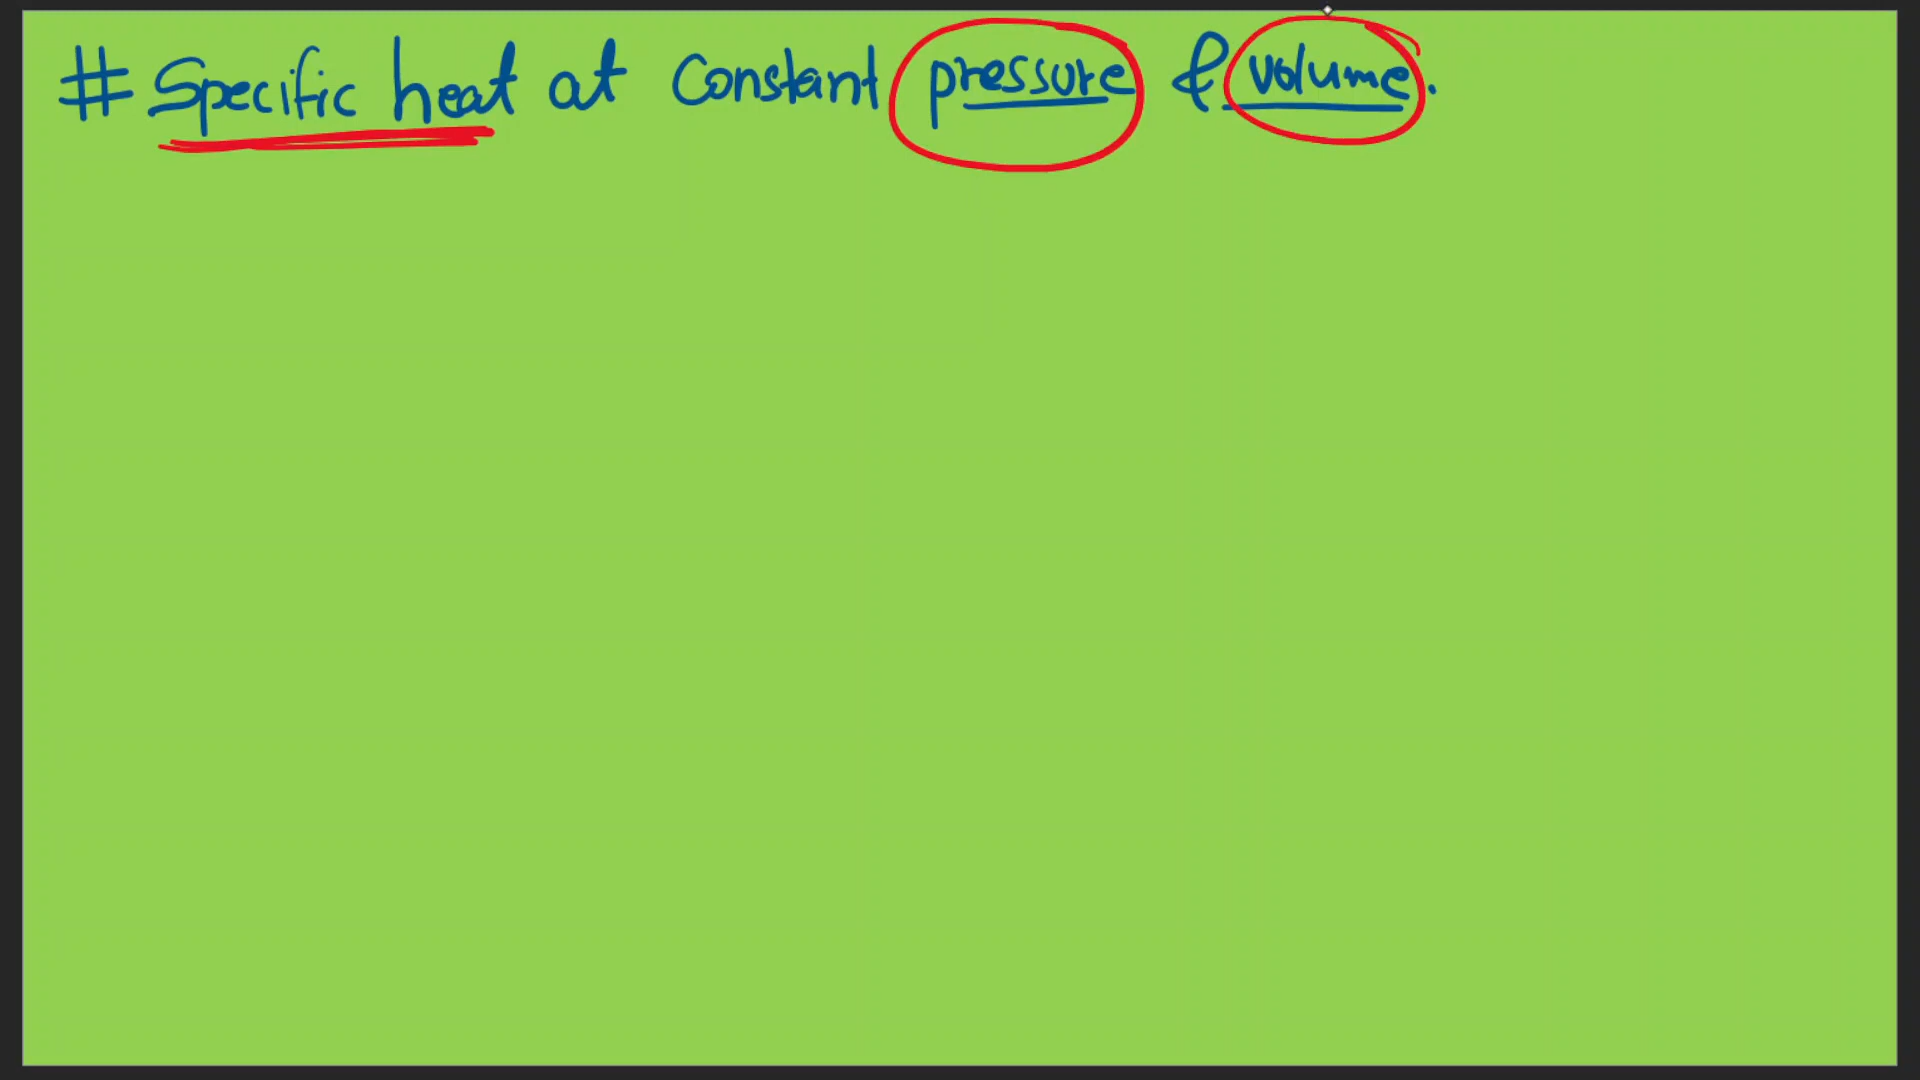 # Specific heat at Constant pressure & volume.